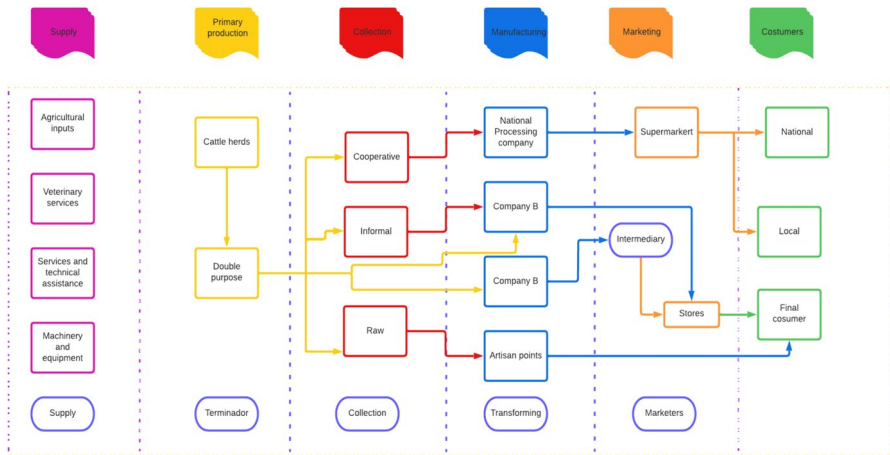 Supply
Primary
production
Collection
Manufacturing
Marketing
Costumers
Agricultural
inputs
Veterinary
services
Services and
technical
assistance
Machinery
and
equipment
Supply
Cattle herds
Double
purpose
Terminador
Cooperative
Informal
Raw
Collection
National
Processing
company
Company B
Company B
Artisan points
Transforming
Supermarkert
Intermediary
Stores
Marketers
National
Local
Final
cosumer